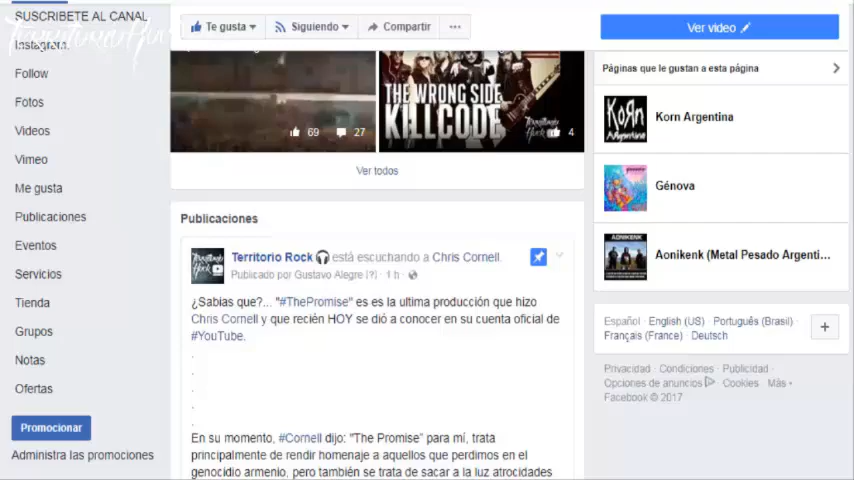 SUSCRIBETE AL CANAL
Instagram
Follow
Fotos
Videos
Vimeo
Me gusta
Publicaciones
Eventos
Servicios
Tienda
Grupos
Notas
Ofertas
Promocionar
Administra las promociones
Te gusta
Siguiendo
Compartir
69
27
THE WRONG SIDE
KILLCODE
Territorio
Rock
4
Ver todos
Publicaciones
Territorio Rock está escuchando a Chris Cornell.
Publicado por Gustavo Alegre [?] · 1 h ·
¿Sabias que?... "#ThePromise" es es la ultima producción que hizo
Chris Cornell y que recién HOY se dió a conocer en su cuenta oficial de
#YouTube.
.
.
.
.
.
En su momento, #Cornell dijo: "The Promise" para mí, trata
principalmente de rendir homenaje a aquellos que perdimos en el
genocidio armenio, pero también se trata de sacar a la luz atrocidades
Ver video
Páginas que le gustan a esta página
KoRn
Argentina
Korn Argentina
Génova
AONIKENK
Aonikenk (Metal Pesado Argenti...
Español · English (US) · Português (Brasil) ·
Français (France) · Deutsch
Privacidad · Condiciones · Publicidad ·
Opciones de anuncios · Cookies · Más
Facebook © 2017